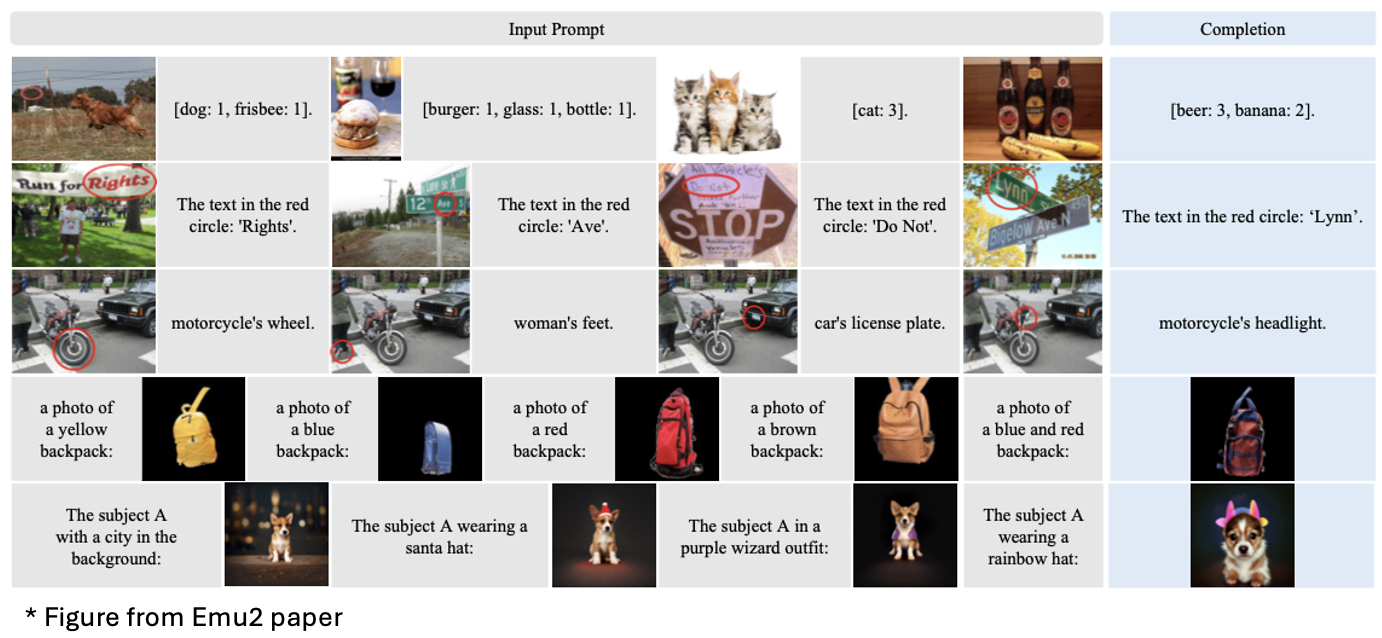 Input Prompt
Completion
[dog: 1, frisbee: 1].
[burger: 1, glass: 1, bottle: 1].
[cat: 3].
[beer: 3, banana: 2].
Run for Rights
The text in the red
circle: 'Rights'.
12th Ave
The text in the red
circle: 'Ave'.
Do Not
STOP
The text in the red
circle: 'Do Not'.
Lynn
Bigelow Ave N
The text in the red circle: ‘Lynn’.
motorcycle's wheel.
woman's feet.
car's license plate.
motorcycle's headlight.
a photo of
a yellow
backpack:
a photo of
a blue
backpack:
a photo of
a red
backpack:
a photo of
a brown
backpack:
a photo of
a blue and red
backpack:
The subject A
with a city in the
background:
The subject A wearing a
santa hat:
The subject A in a
purple wizard outfit:
The subject A
wearing a
rainbow hat:
* Figure from Emu2 paper